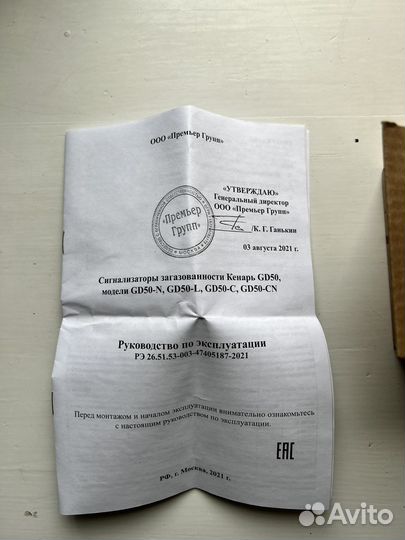 ООО «Премьер Групп»
«УТВЕРЖДАЮ»
Генеральный директор
ООО «Премьер Групп»
/К. Г. Ганькин
03 августа 2021 г.
«Премьер
Групп»
Сигнализаторы загазованности Кенарь GD50,
модели GD50-N, GD50-L, GD50-C, GD50-CN
Руководство по эксплуатации
РЭ 26.51.53-003-47405187-2021
Перед монтажом и началом эксплуатации внимательно ознакомьтесь
с настоящим руководством по эксплуатации.
ЕАС
РФ, г. Москва, 2021 г.
Avito